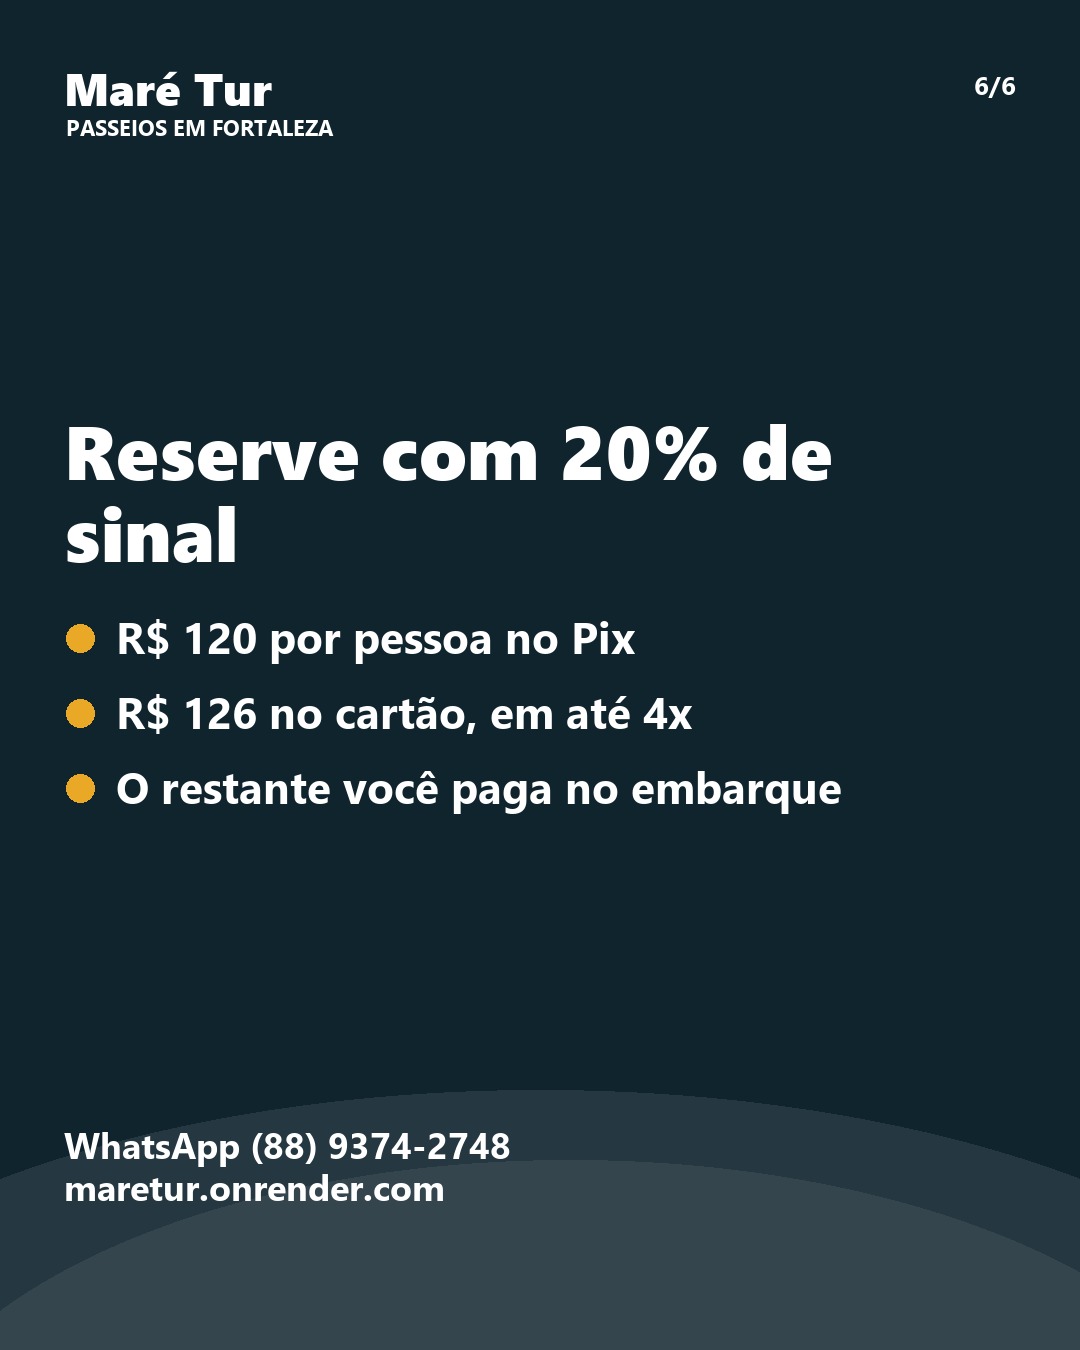 Maré Tur
PASSEIOS EM FORTALEZA
6/6
Reserve com 20% de
sinal
R$ 120 por pessoa no Pix
R$ 126 no cartão, em até 4x
O restante você paga no embarque
WhatsApp (88) 9374-2748
maretur.onrender.com